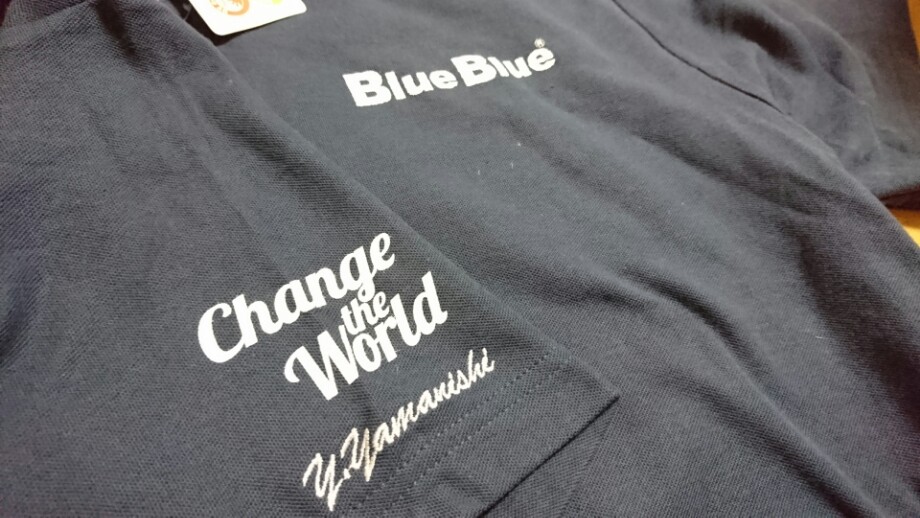 BlueBlue®
Change
the
World
Y.Yamanishi